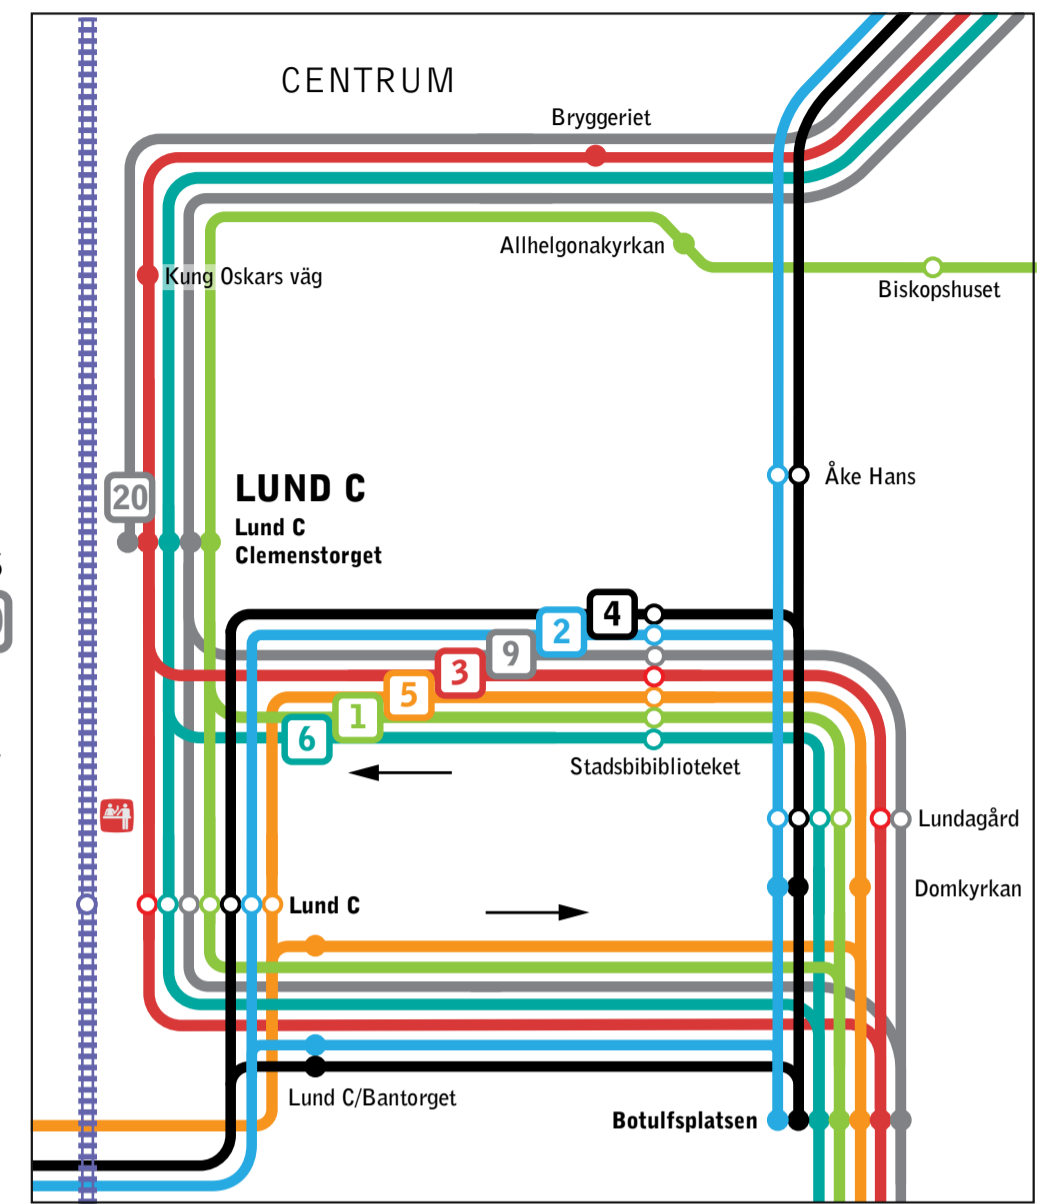 CENTRUM
Bryggeriet
Allhelgonakyrkan
Kung Oskars väg
Biskopshuset
Åke Hans
20
LUND C
Lund C
Clemenstorget
4
2
9
3
5
1
6
Stadsbibiblioteket
Lundagård
Domkyrkan
Lund C
Lund C/Bantorget
Botulfsplatsen